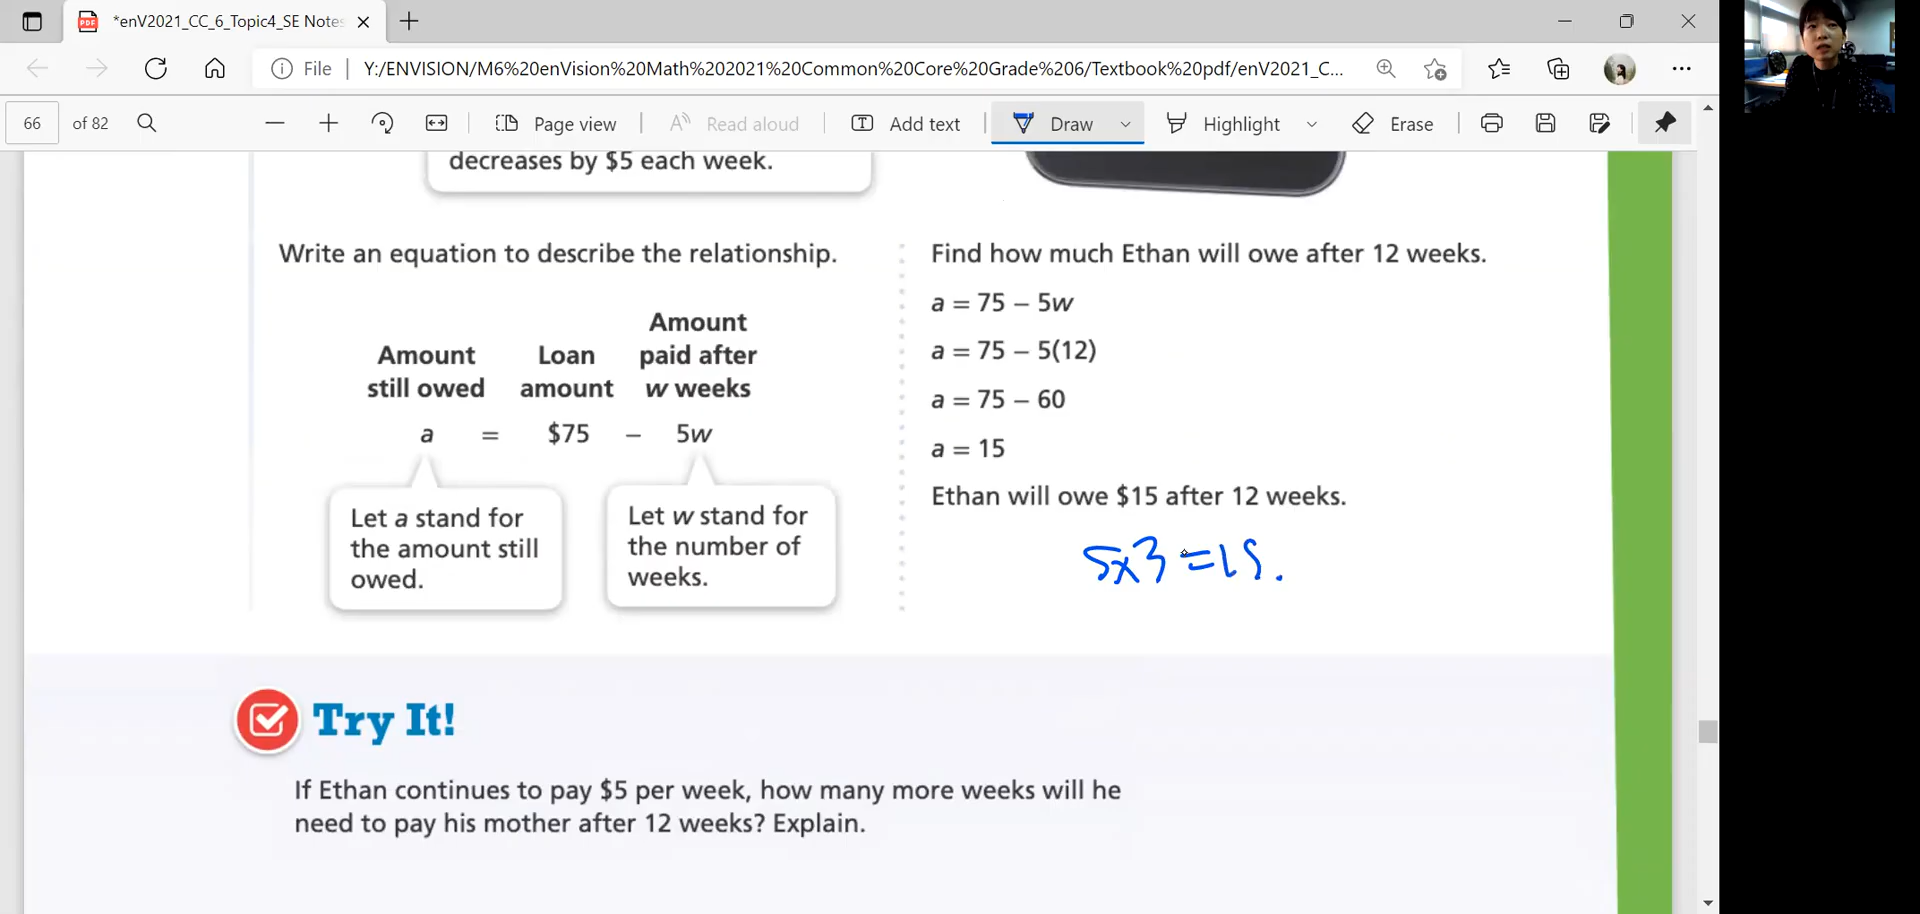 *enV2021_CC_6_Topic4_SE Notes
File
Y:/ENVISION/M6%20enVision%20Math%202021%20Common%20Core%20Grade%206/Textbook%20pdf/enV2021_C...
66 of 82
Page view
Read aloud
Add text
Draw
Highlight
Erase
decreases by $5 each week.
Write an equation to describe the relationship.
Amount still owed
Loan amount
Amount paid after w weeks
a = $75 – 5w
Let a stand for
the amount still
owed.
Let w stand for
the number of
weeks.
Find how much Ethan will owe after 12 weeks.
a = 75 – 5w
a = 75 – 5(12)
a = 75 – 60
a = 15
Ethan will owe $15 after 12 weeks.
5x3 = 15.
Try It!
If Ethan continues to pay $5 per week, how many more weeks will he
need to pay his mother after 12 weeks? Explain.